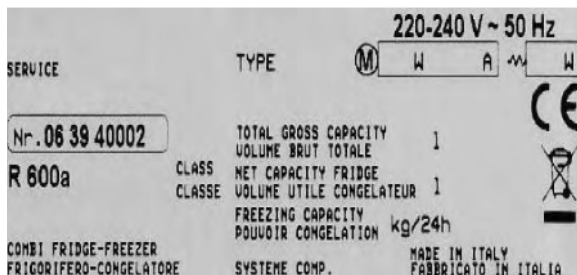 220-240 V ~ 50 Hz
SERVICE TYPE M W A W
CE
Nr. 06 39 40002
TOTAL GROSS CAPACITY
VOLUME BRUT TOTALE l
R 600a
CLASS NET CAPACITY FRIDGE
CLASSE VOLUME UTILE CONGELATEUR l
FREEZING CAPACITY
POUVOIR CONGELATION kg/24h
COMBI FRIDGE-FREEZER MADE IN ITALY
FRIGORIFERO-CONGELATORE SYSTEME COMP. FABBRICATO IN ITALIA